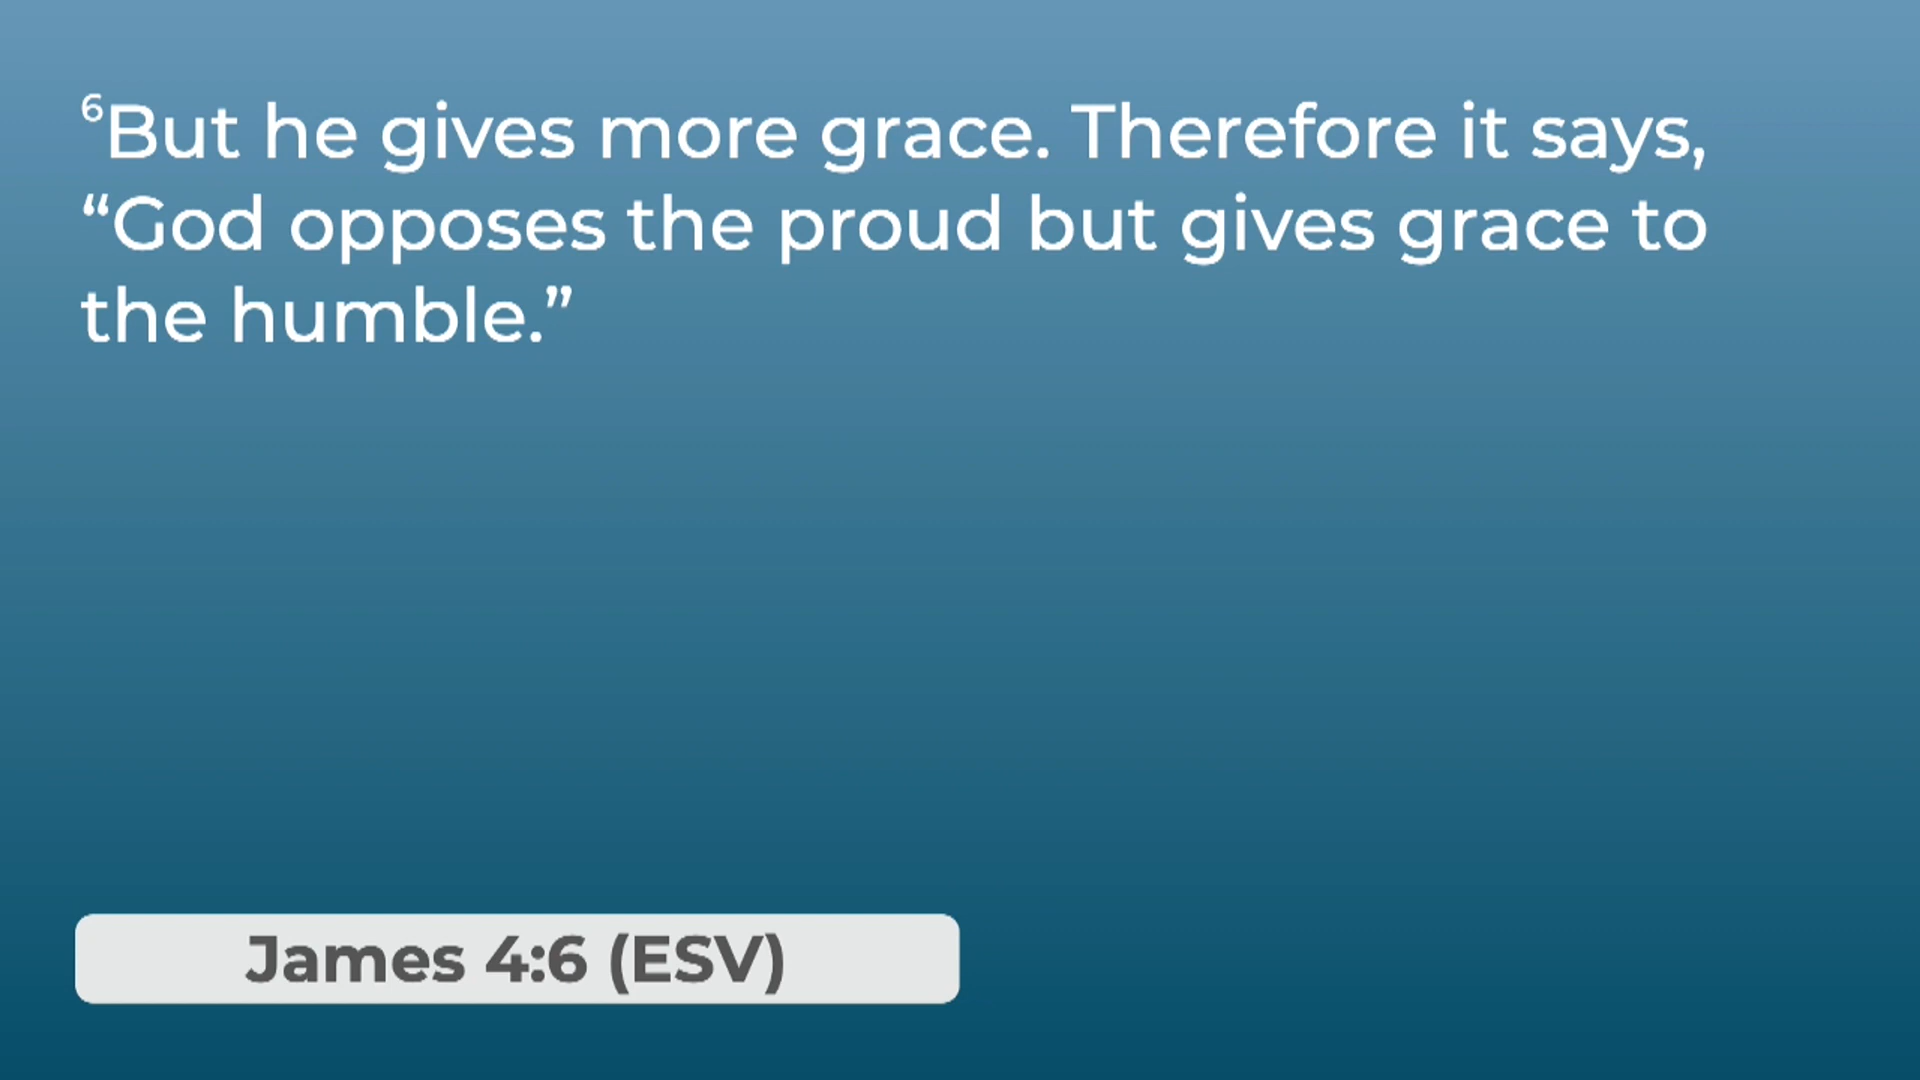 ⁶But he gives more grace. Therefore it says,
“God opposes the proud but gives grace to
the humble.”
James 4:6 (ESV)